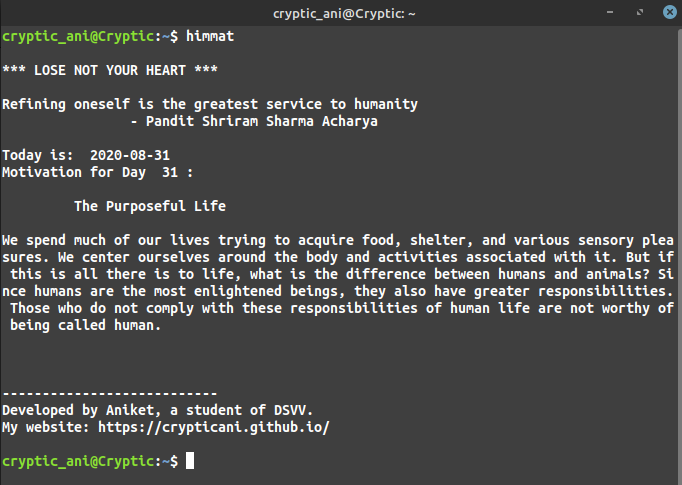 cryptic_ani@Cryptic: ~
cryptic_ani@Cryptic:~$ himmat
*** LOSE NOT YOUR HEART ***
Refining oneself is the greatest service to humanity
- Pandit Shriram Sharma Acharya
Today is:  2020-08-31
Motivation for Day  31 :
The Purposeful Life
We spend much of our lives trying to acquire food, shelter, and various sensory plea
sures. We center ourselves around the body and activities associated with it. But if
this is all there is to life, what is the difference between humans and animals? Si
nce humans are the most enlightened beings, they also have greater responsibilities.
Those who do not comply with these responsibilities of human life are not worthy of
being called human.
---------------------------
Developed by Aniket, a student of DSVV.
My website: https://crypticani.github.io/
cryptic_ani@Cryptic:~$